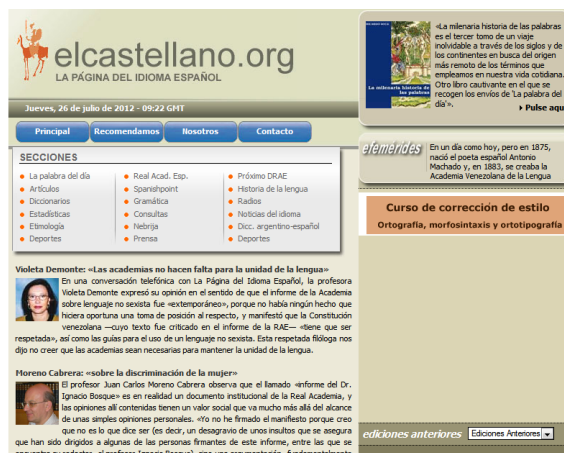 elcastellano.org
LA PÁGINA DEL IDIOMA ESPAÑOL
Jueves, 26 de julio de 2012 - 09:22 GMT
Principal
Recomendamos
Nosotros
Contacto
SECCIONES
La palabra del día
Artículos
Diccionarios
Estadísticas
Etimología
Deportes
Real Acad. Esp.
Spanishpoint
Gramática
Consultas
Nebrija
Prensa
Próximo DRAE
Historia de la lengua
Radios
Noticias del idioma
Dicc. argentino-español
Deportes
Violeta Demonte: «Las academias no hacen falta para la unidad de la lengua»
En una conversación telefónica con La Página del Idioma Español, la profesora
Violeta Demonte expresó su opinión en el sentido de que el informe de la Academia
sobre lenguaje no sexista fue «extemporáneo», porque no había ningún hecho que
hiciera oportuna una toma de posición al respecto, y manifestó que la Constitución
venezolana —cuyo texto fue criticado en el informe de la RAE— «tiene que ser
respetada», así como las guías para el uso de un lenguaje no sexista. Esta respetada filóloga nos
dijo no creer que las academias sean necesarias para mantener la unidad de la lengua.
Moreno Cabrera: «sobre la discriminación de la mujer»
El profesor Juan Carlos Moreno Cabrera observa que el llamado «informe del Dr.
Ignacio Bosque» es en realidad un documento institucional de la Real Academia, y
las opiniones allí contenidas tienen un valor social que va mucho más allá del alcance
de unas simples opiniones personales. «Yo no he firmado el manifiesto porque creo
que no es lo que dice ser (es decir, un desagravio de unos insultos que se asegura
que han sido dirigidos a algunas de las personas firmantes de este informe, entre las que se
La milenaria historia de
las palabras
«La milenaria historia de las palabras
es el tercer tomo de un viaje
inolvidable a través de los siglos y de
los continentes en busca del origen
más remoto de los términos que
empleamos en nuestra vida cotidiana.
Otro libro cautivante en el que se
recogen los envíos de 'La palabra del
día'».
Pulse aqu
efemérides
En un día como hoy, pero en 1875,
nació el poeta español Antonio
Machado y, en 1883, se creaba la
Academia Venezolana de la Lengua
Curso de corrección de estilo
Ortografía, morfosintaxis y ortotipografía
ediciones anteriores
Ediciones Anteriores